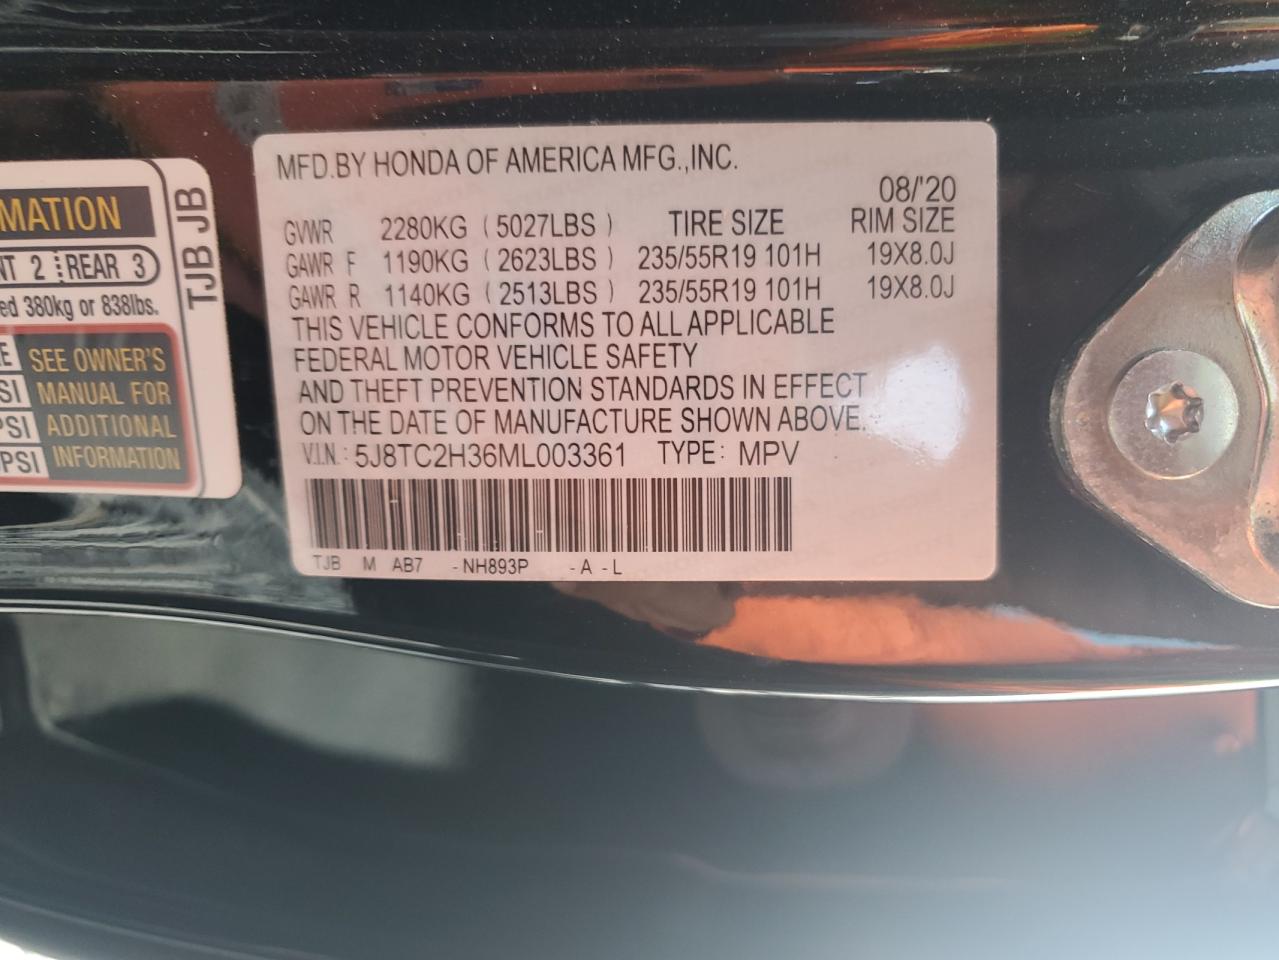 MATION
NT 2 REAR 3
ed 380kg or 838lbs.
SEE OWNER'S
SI MANUAL FOR
PSI ADDITIONAL
PSI INFORMATION
TJB JB
MFD.BY HONDA OF AMERICA MFG.,INC.
08/'20
GVWR 2280KG (5027LBS) TIRE SIZE RIM SIZE
GAWR F 1190KG (2623LBS) 235/55R19 101H 19X8.0J
GAWR R 1140KG (2513LBS) 235/55R19 101H 19X8.0J
THIS VEHICLE CONFORMS TO ALL APPLICABLE
FEDERAL MOTOR VEHICLE SAFETY
AND THEFT PREVENTION STANDARDS IN EFFECT
ON THE DATE OF MANUFACTURE SHOWN ABOVE.
V.I.N.: 5J8TC2H36ML003361 TYPE: MPV
TJB M AB7 -NH893P -A -L